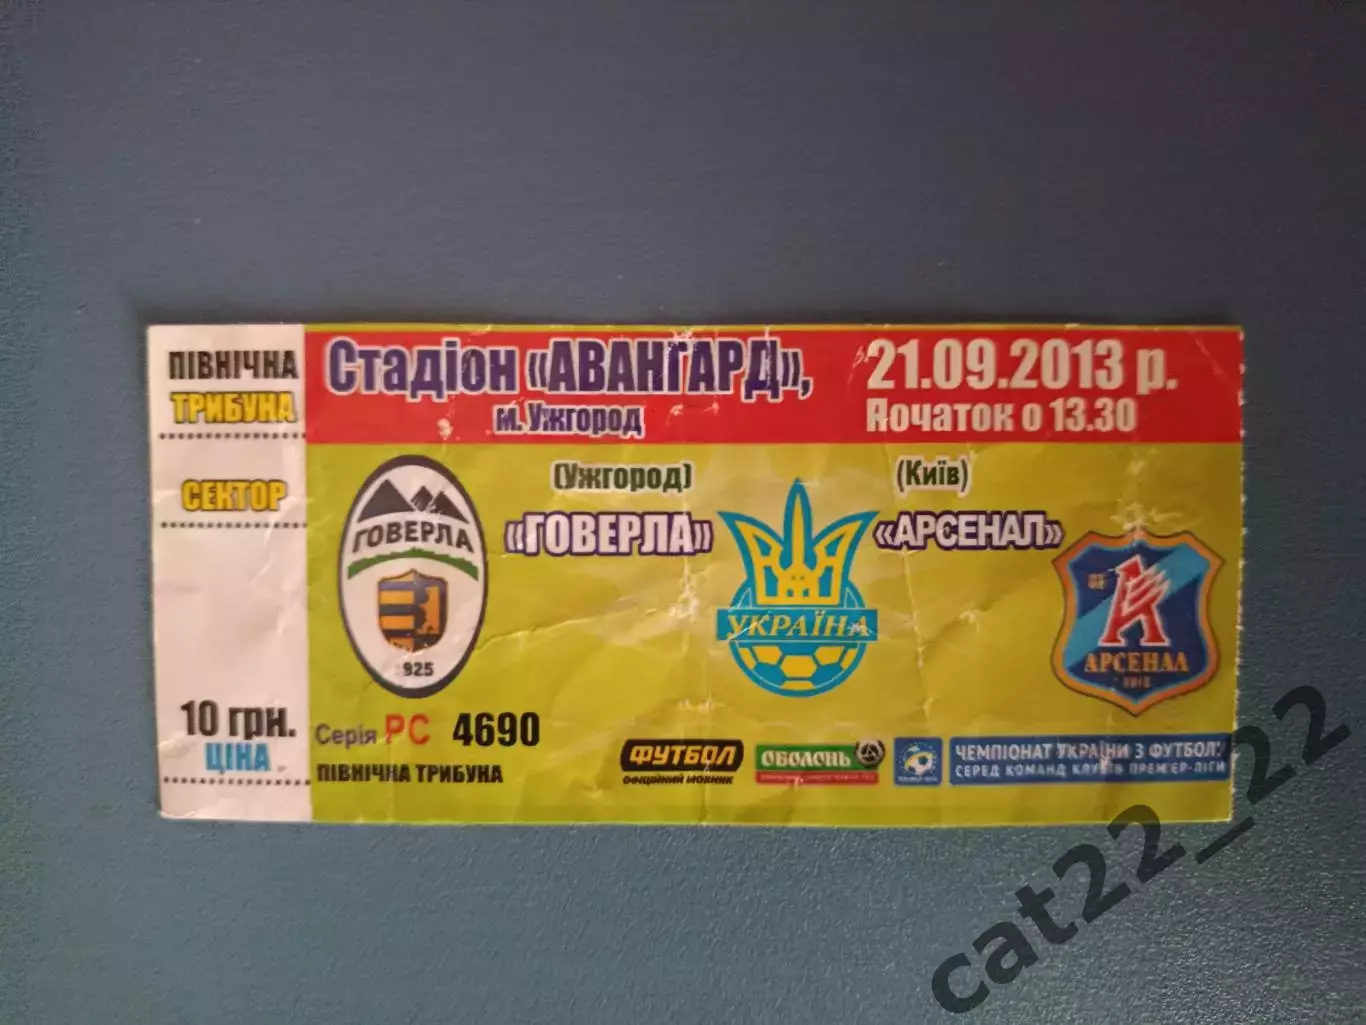 ПІВНІЧНА
ТРИБУНА
СЕКТОР
10 грн.
ЦІНА
Стадіон «АВАНГАРД»,
м. Ужгород
21.09.2013 р.
Початок о 13.30
(Ужгород)
«ГОВЕРЛА»
(Київ)
«АРСЕНАЛ»
ГОВЕРЛА
1925
УКРАЇНА
АРСЕНАЛ
Серія РС 4690
ПІВНІЧНА ТРИБУНА
ФУТБОЛ
ОФІЦІЙНИЙ МОВНИК
ОБОЛОНЬ
ЧЕМПІОНАТ УКРАЇНИ З ФУТБОЛУ
СЕРЕД КОМАНД КЛУБІВ ПРЕМ'ЄР-ЛІГИ
cat22_22